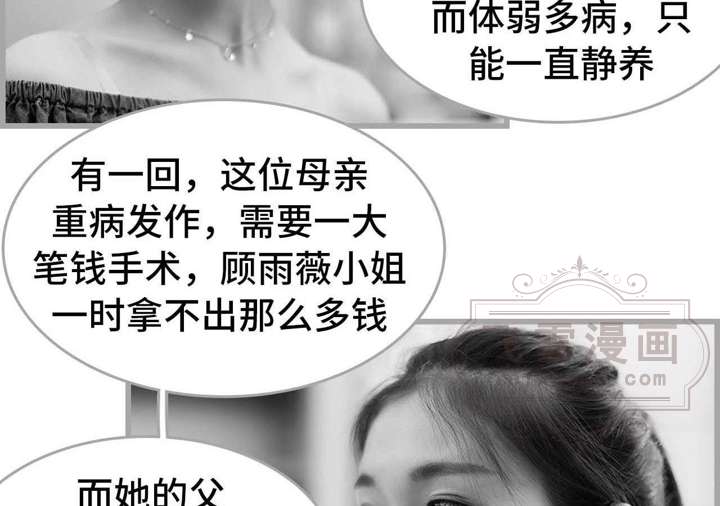 而体弱多病，只
能一直静养
有一回，这位母亲
重病发作，需要一大
笔钱手术，顾雨薇小姐
一时拿不出那么多钱
漫画
com
而她的父